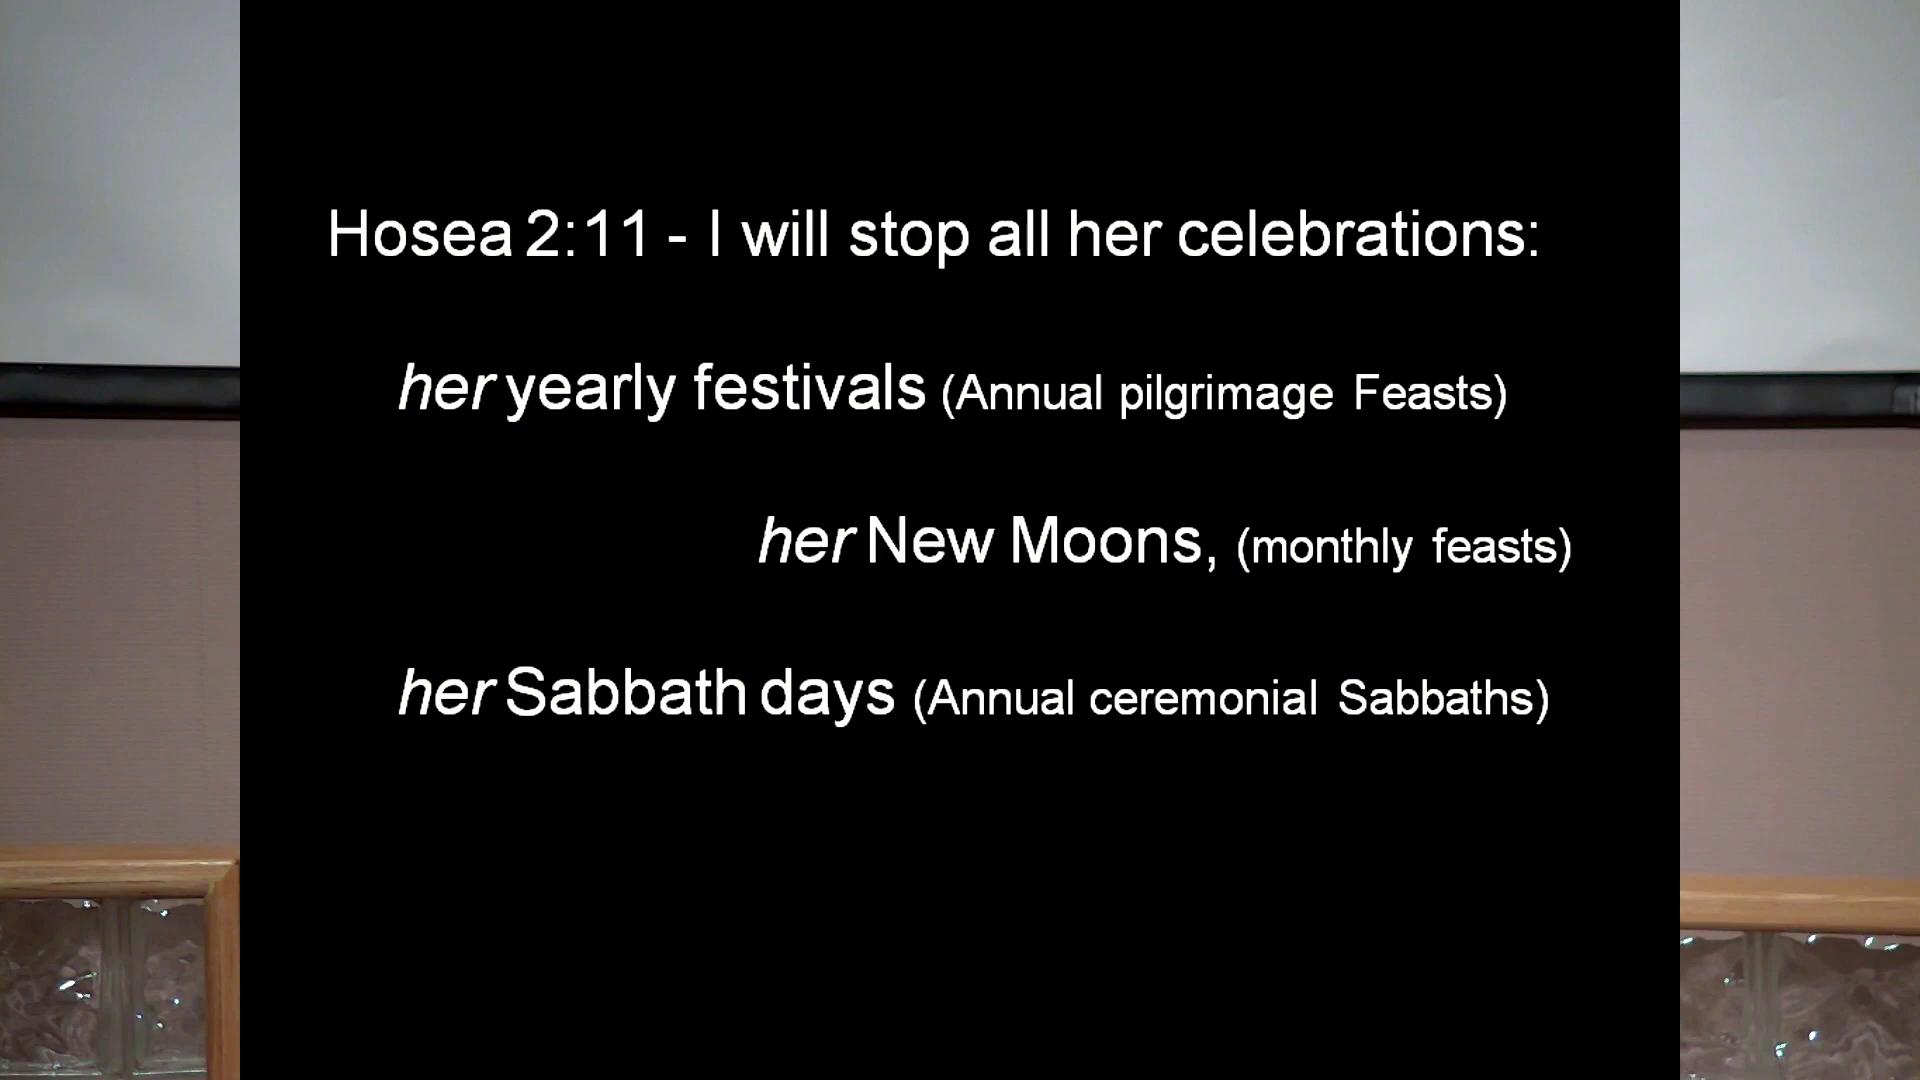 Hosea 2:11 - I will stop all her celebrations:
her yearly festivals (Annual pilgrimage Feasts)
her New Moons, (monthly feasts)
her Sabbath days (Annual ceremonial Sabbaths)